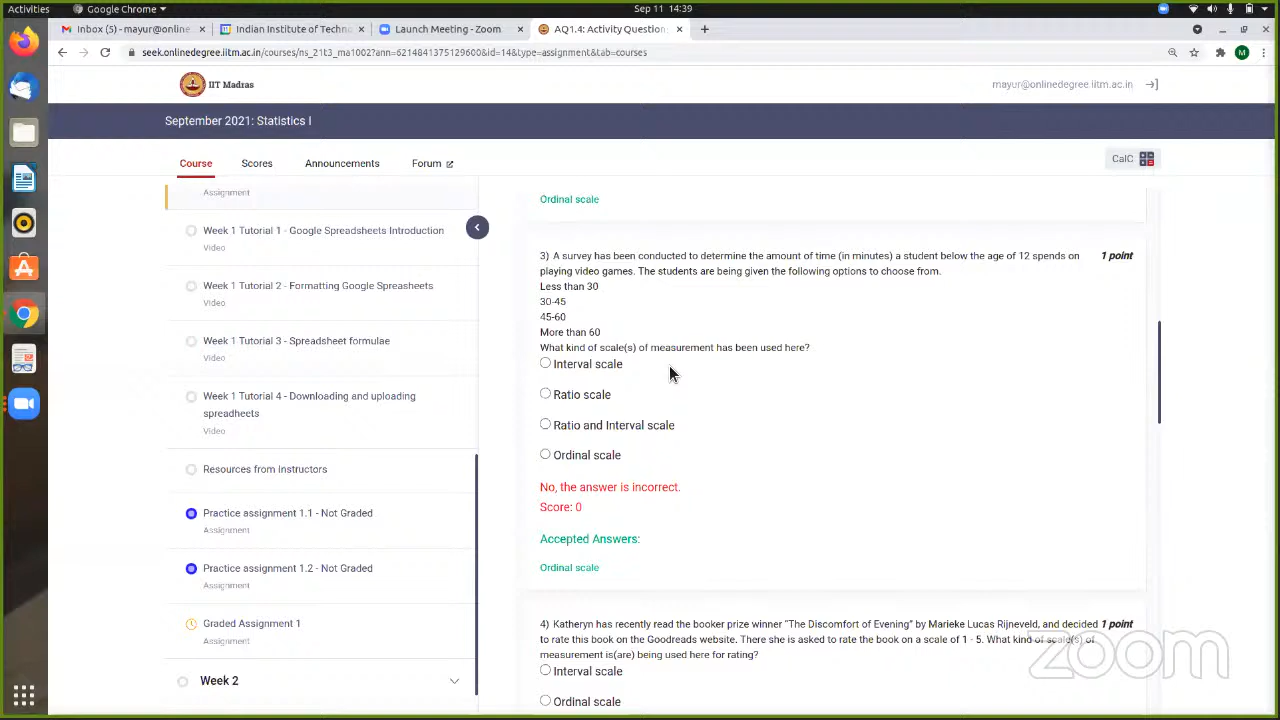 Activities
Google Chrome
Sep 11 14:39
Inbox (5) - mayur@online
Indian Institute of Techna
Launch Meeting - Zoom
AQ1.4: Activity Question
seek.onlinedegree.iitm.ac.in/courses/ns_21t3_ma1002?ann=6214841375129600&id=14&type=assignment&tab=courses
M
IIT Madras
mayur@onlinedegree.iitm.ac.in
September 2021: Statistics I
Course
Scores
Announcements
Forum
CalC
Assignment
Week 1 Tutorial 1 - Google Spreadsheets Introduction
Video
Week 1 Tutorial 2 - Formatting Google Spreasheets
Video
Week 1 Tutorial 3 - Spreadsheet formulae
Video
Week 1 Tutorial 4 - Downloading and uploading
spreadheets
Video
Resources from Instructors
Practice assignment 1.1 - Not Graded
Assignment
Practice assignment 1.2 - Not Graded
Assignment
Graded Assignment 1
Assignment
Week 2
Ordinal scale
3) A survey has been conducted to determine the amount of time (in minutes) a student below the age of 12 spends on 1 point
playing video games. The students are being given the following options to choose from.
Less than 30
30-45
45-60
More than 60
What kind of scale(s) of measurement has been used here?
Interval scale
Ratio scale
Ratio and Interval scale
Ordinal scale
No, the answer is incorrect.
Score: 0
Accepted Answers:
Ordinal scale
4) Katheryn has recently read the booker prize winner "The Discomfort of Evening" by Marieke Lucas Rijneveld, and decided 1 point
to rate this book on the Goodreads website. There she is asked to rate the book on a scale of 1 - 5. What kind of scale(s) of
measurement is(are) being used here for rating?
Interval scale
Ordinal scale
zoom